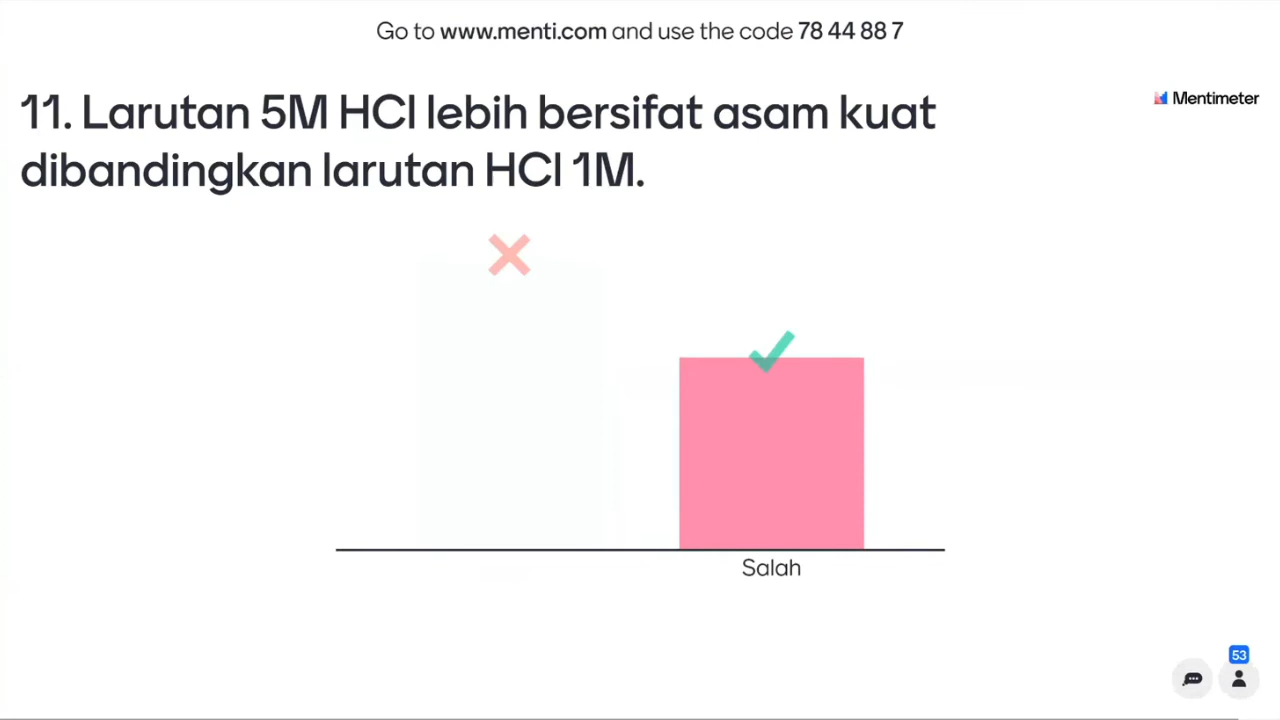 Go to www.menti.com and use the code 78 44 88 7
11. Larutan 5M HCl lebih bersifat asam kuat
dibandingkan larutan HCl 1M.
Mentimeter
Salah
53